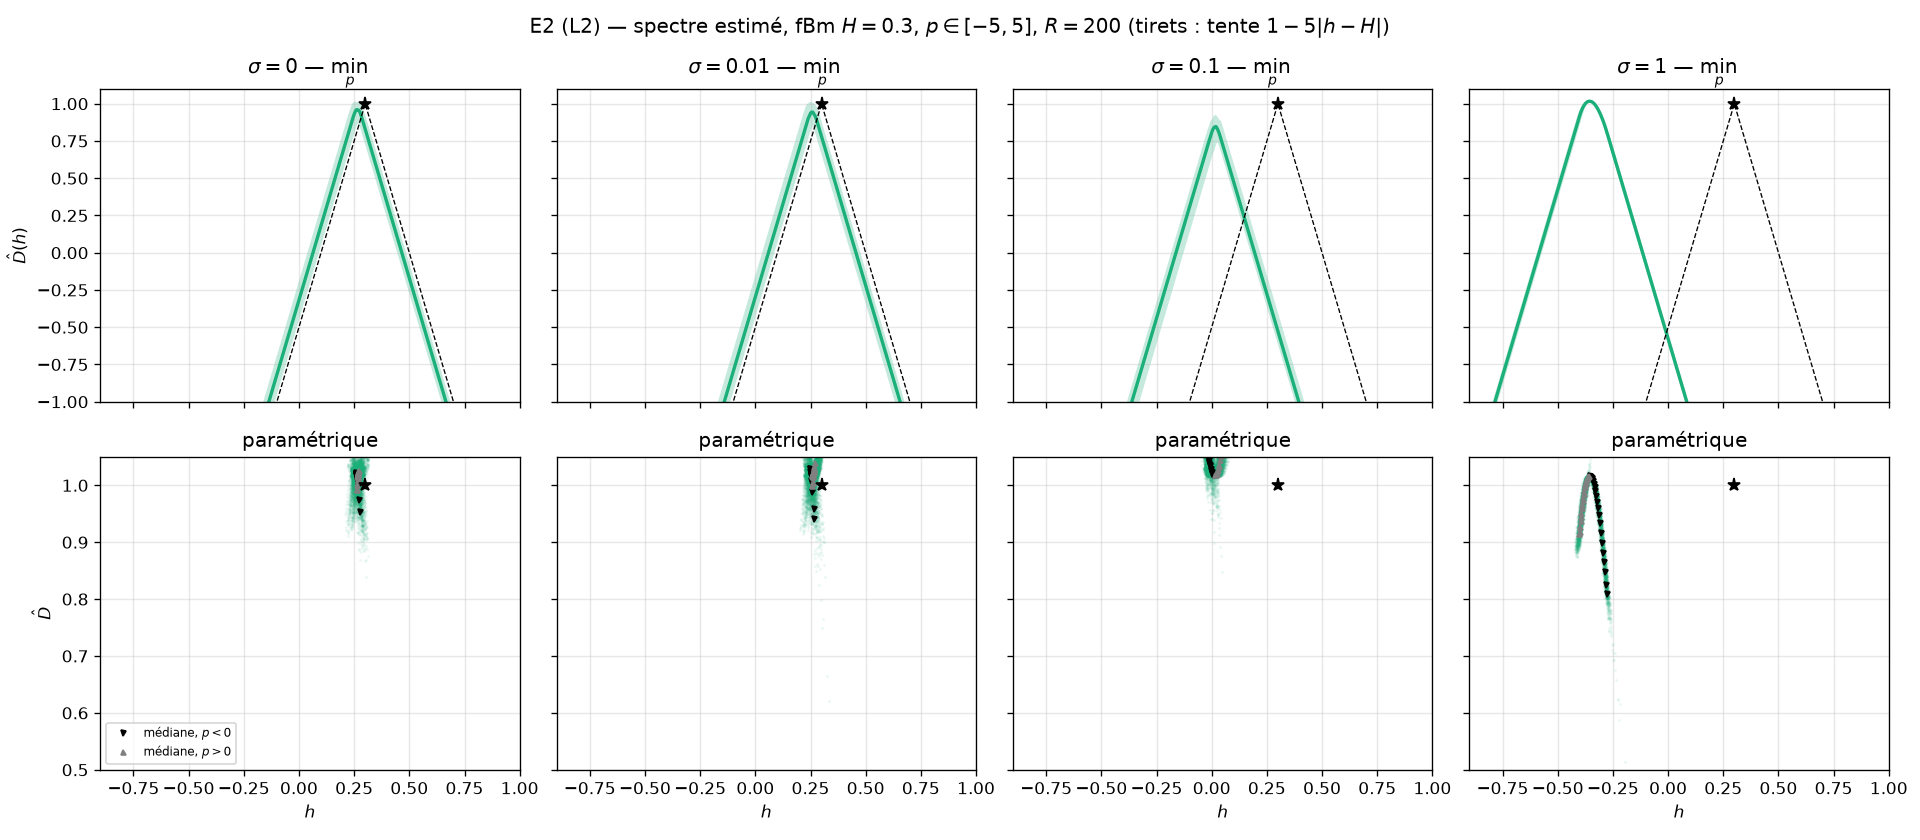 E2 (L2) — spectre estimé, fBm H = 0.3, p ∈ [−5, 5], R = 200 (tirets : tente 1 − 5|h − H|)
σ = 0 — min p
σ = 0.01 — min p
σ = 0.1 — min p
σ = 1 — min p
1.00
0.75
0.50
0.25
0.00
−0.25
−0.50
−0.75
−1.00
D̂(h)
paramétrique
paramétrique
paramétrique
paramétrique
1.0
0.9
0.8
0.7
0.6
0.5
D̂
médiane, p < 0
médiane, p > 0
−0.75 −0.50 −0.25 0.00 0.25 0.50 0.75 1.00
−0.75 −0.50 −0.25 0.00 0.25 0.50 0.75 1.00
−0.75 −0.50 −0.25 0.00 0.25 0.50 0.75 1.00
−0.75 −0.50 −0.25 0.00 0.25 0.50 0.75 1.00
h
h
h
h